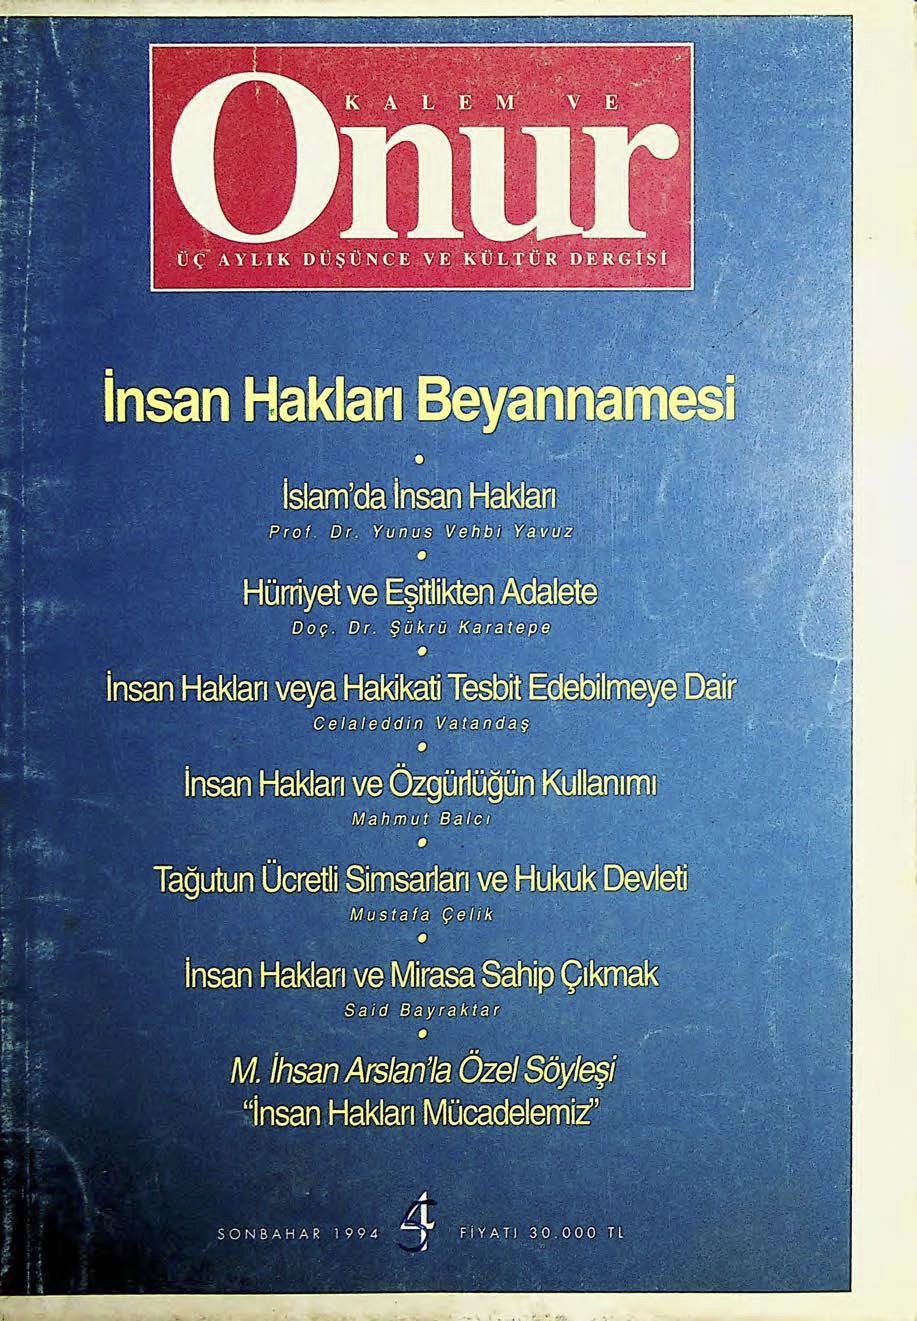 KALEM VE
Onur
ÜÇ AYLIK DÜŞÜNCE VE KÜLTÜR DERGİSİ
İnsan Hakları Beyannamesi
•
İslam'da İnsan Hakları
Prof. Dr. Yunus Vehbi Yavuz
•
Hürriyet ve Eşitlikten Adalete
Doç. Dr. Şükrü Karatepe
•
İnsan Hakları veya Hakikati Tesbit Edebilmeye Dair
Celaleddin Vatandaş
•
İnsan Hakları ve Özgürlüğün Kullanımı
Mahmut Balcı
•
Tağutun Ücretli Simsarları ve Hukuk Devleti
Mustafa Çelik
•
İnsan Hakları ve Mirasa Sahip Çıkmak
Said Bayraktar
•
M. İhsan Arslan'la Özel Söyleşi
“İnsan Hakları Mücadelemiz”
SONBAHAR 1994 FİYATI 30.000 TL